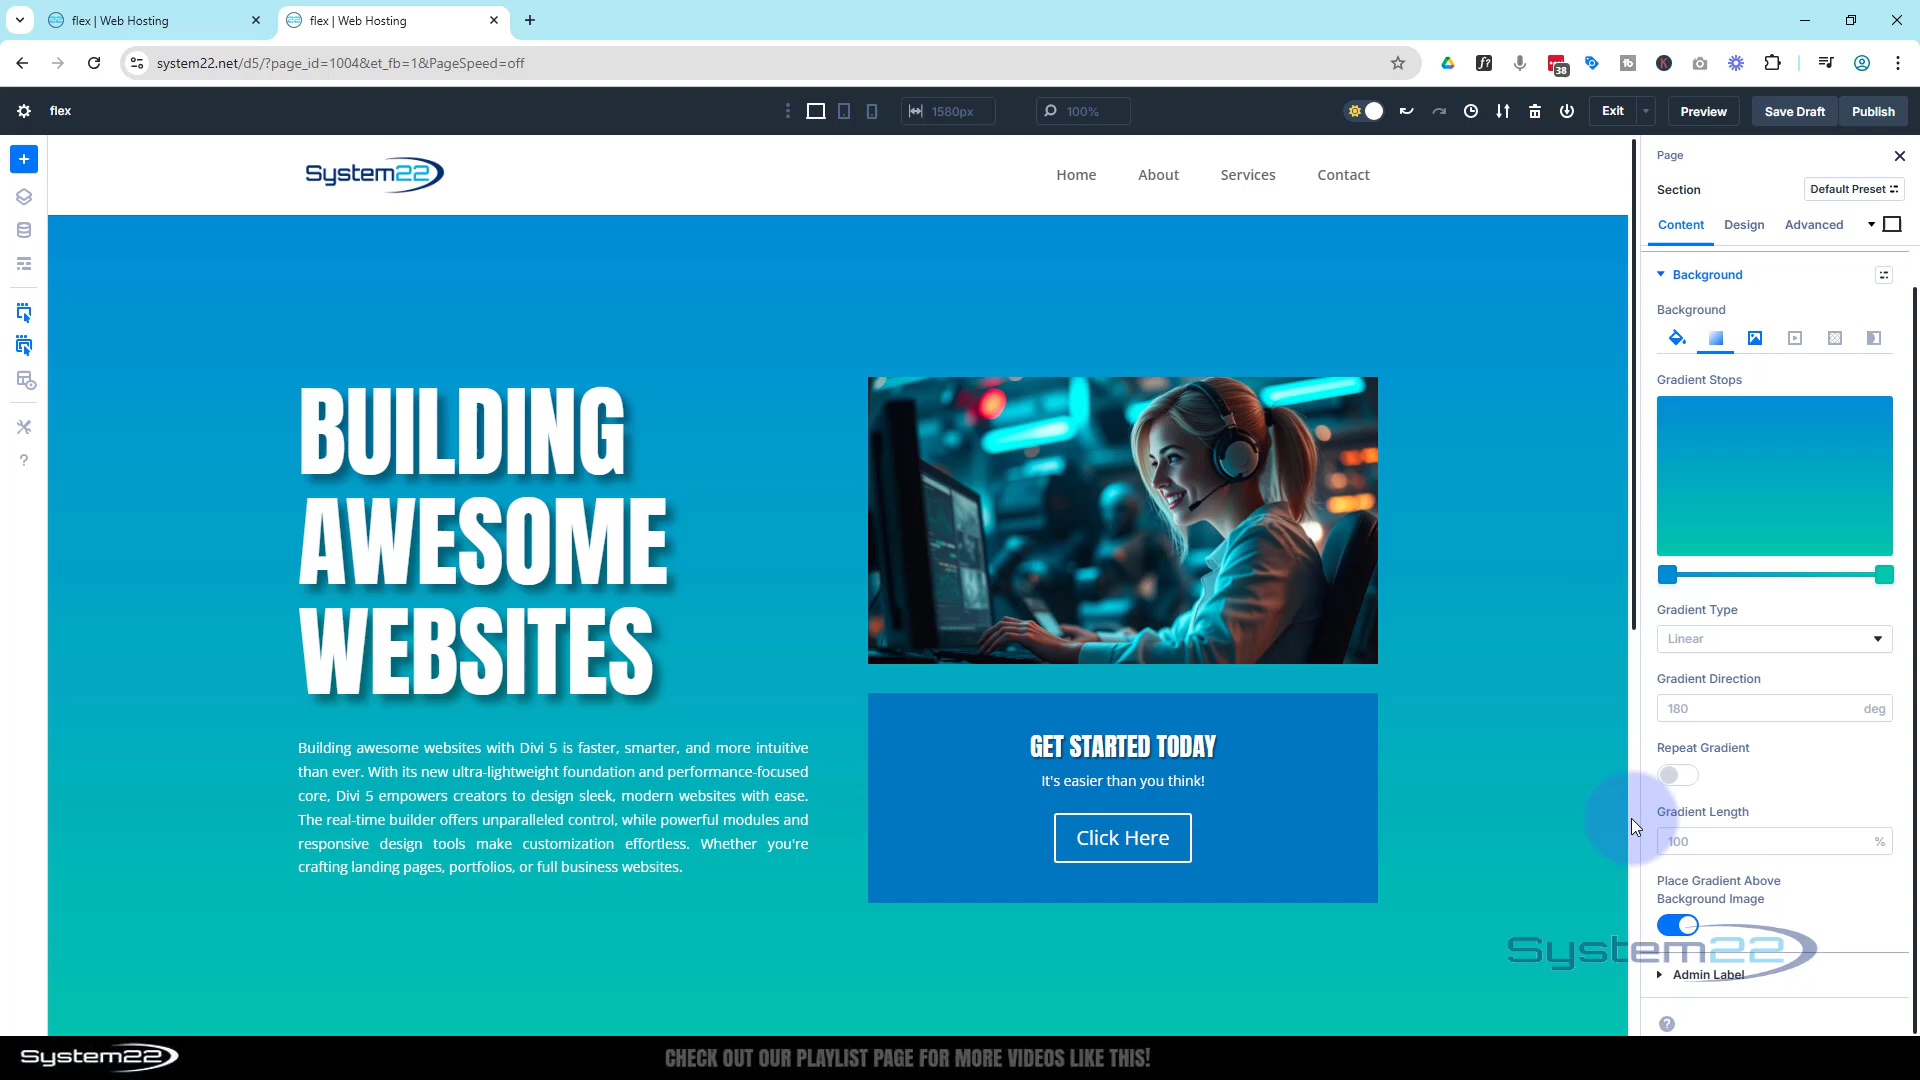 flex | Web Hosting
flex | Web Hosting
system22.net/d5/?page_id=1004&et_fb=1&PageSpeed=off
38
flex
1580px
100%
Exit
Preview
Save Draft
Publish
System22
Home
About
Services
Contact
Page
Section
Default Preset
Content
Design
Advanced
Background
Background
Gradient Stops
Gradient Type
Linear
Gradient Direction
180
deg
Repeat Gradient
Gradient Length
100
%
Place Gradient Above
Background Image
Admin Label
BUILDING
AWESOME
WEBSITES
Building awesome websites with Divi 5 is faster, smarter, and more intuitive
than ever. With its new ultra-lightweight foundation and performance-focused
core, Divi 5 empowers creators to design sleek, modern websites with ease.
The real-time builder offers unparalleled control, while powerful modules and
responsive design tools make customization effortless. Whether you're
crafting landing pages, portfolios, or full business websites.
GET STARTED TODAY
It's easier than you think!
Click Here
System22
System22
CHECK OUT OUR PLAYLIST PAGE FOR MORE VIDEOS LIKE THIS!